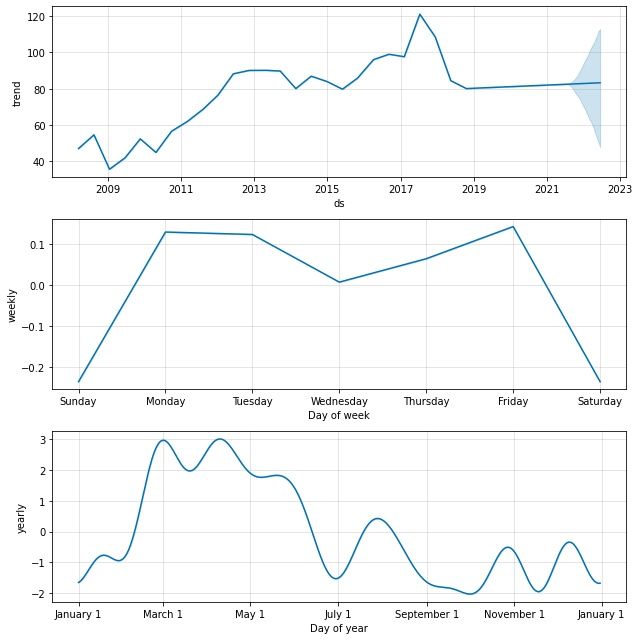 120
100
80
60
40
trend
2009 2011 2013 2015 2017 2019 2021 2023
ds
0.1
0.0
−0.1
−0.2
weekly
Sunday Monday Tuesday Wednesday Thursday Friday Saturday
Day of week
3
2
1
0
−1
−2
yearly
January 1 March 1 May 1 July 1 September 1 November 1 January 1
Day of year